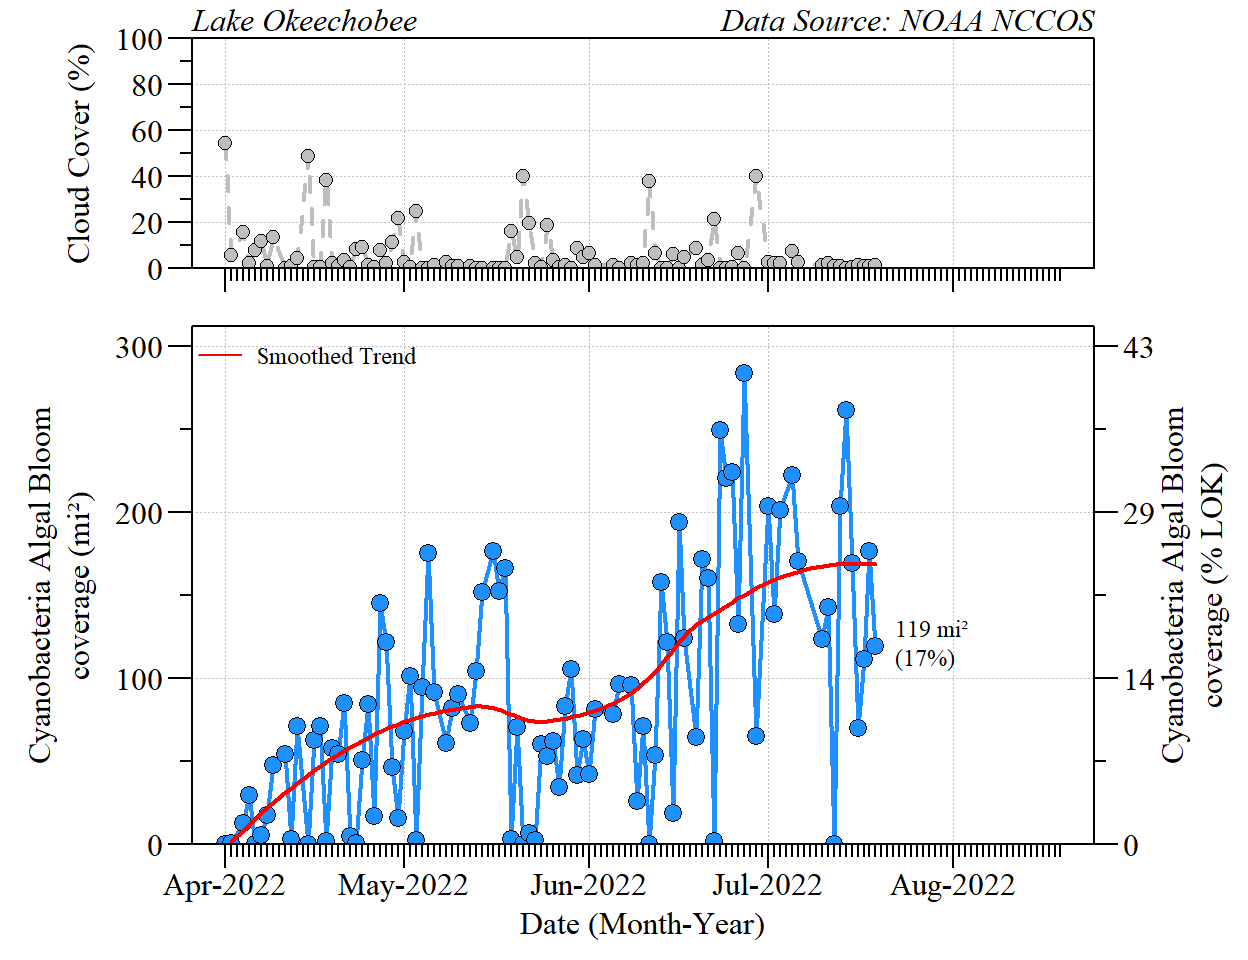 Lake Okeechobee Data Source: NOAA NCCOS
Cloud Cover (%)
100
80
60
40
20
0
Smoothed Trend
Cyanobacteria Algal Bloom
coverage (mi²)
300
200
100
0
43
29
14
0
Cyanobacteria Algal Bloom
coverage (% LOK)
119 mi²
(17%)
Apr-2022 May-2022 Jun-2022 Jul-2022 Aug-2022
Date (Month-Year)